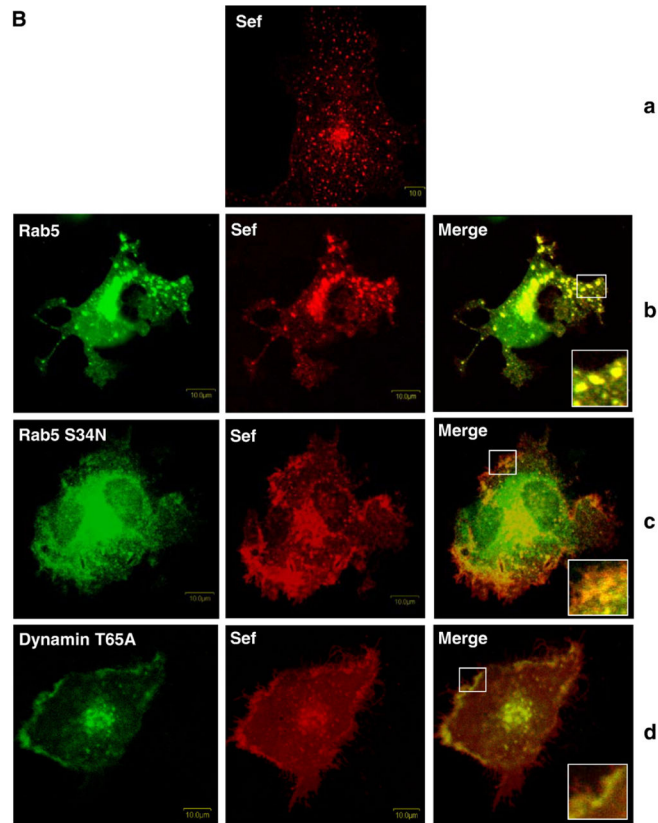 B
Sef
10.0
a
Rab5 Sef Merge
10.0µm 10.0µm
b
Rab5 S34N Sef Merge
10.0µm 10.0µm
c
Dynamin T65A Sef Merge
10.0µm 10.0µm
d